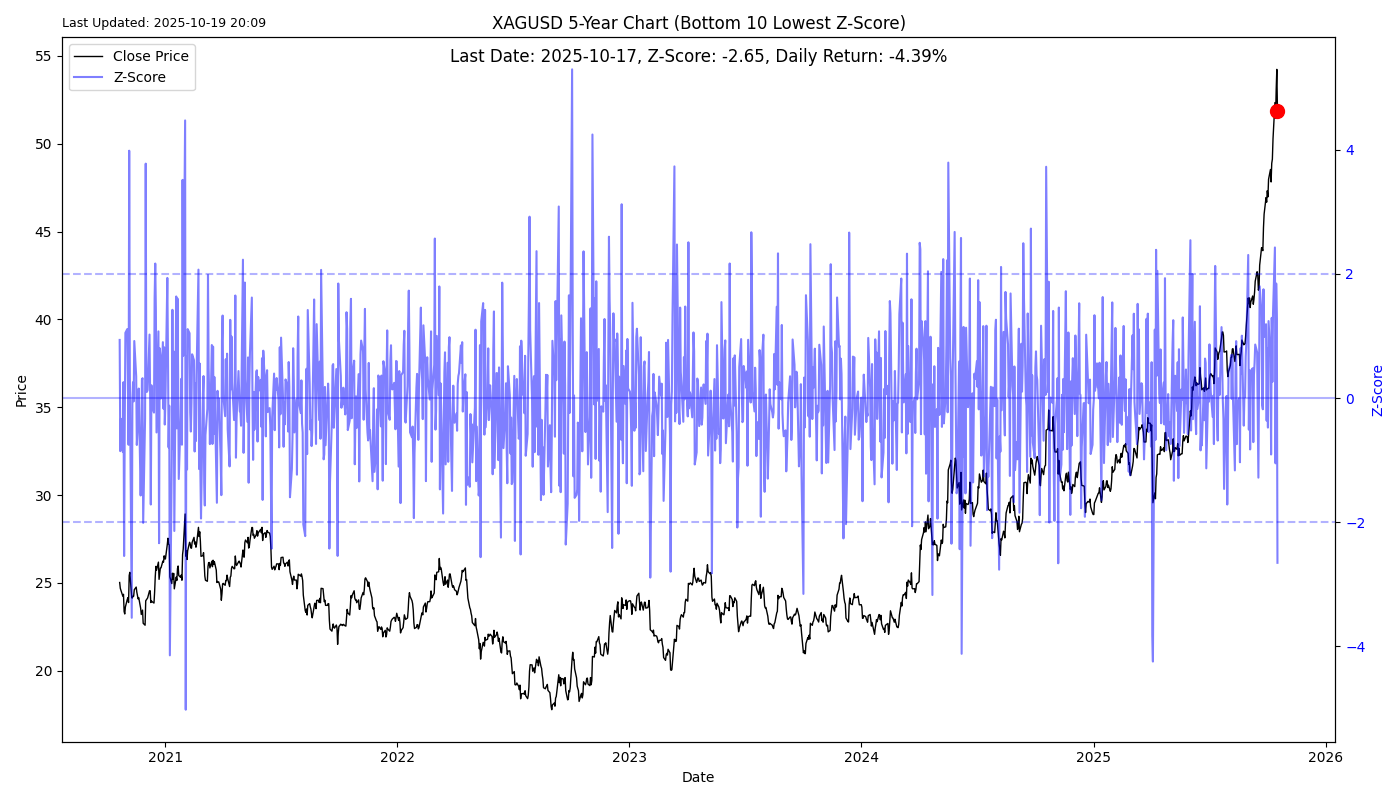 Last Updated: 2025-10-19 20:09
XAGUSD 5-Year Chart (Bottom 10 Lowest Z-Score)
Last Date: 2025-10-17, Z-Score: -2.65, Daily Return: -4.39%
Close Price
Z-Score
55
50
45
40
35
30
25
20
Price
4
2
0
−2
−4
Z-Score
2021
2022
2023
2024
2025
2026
Date